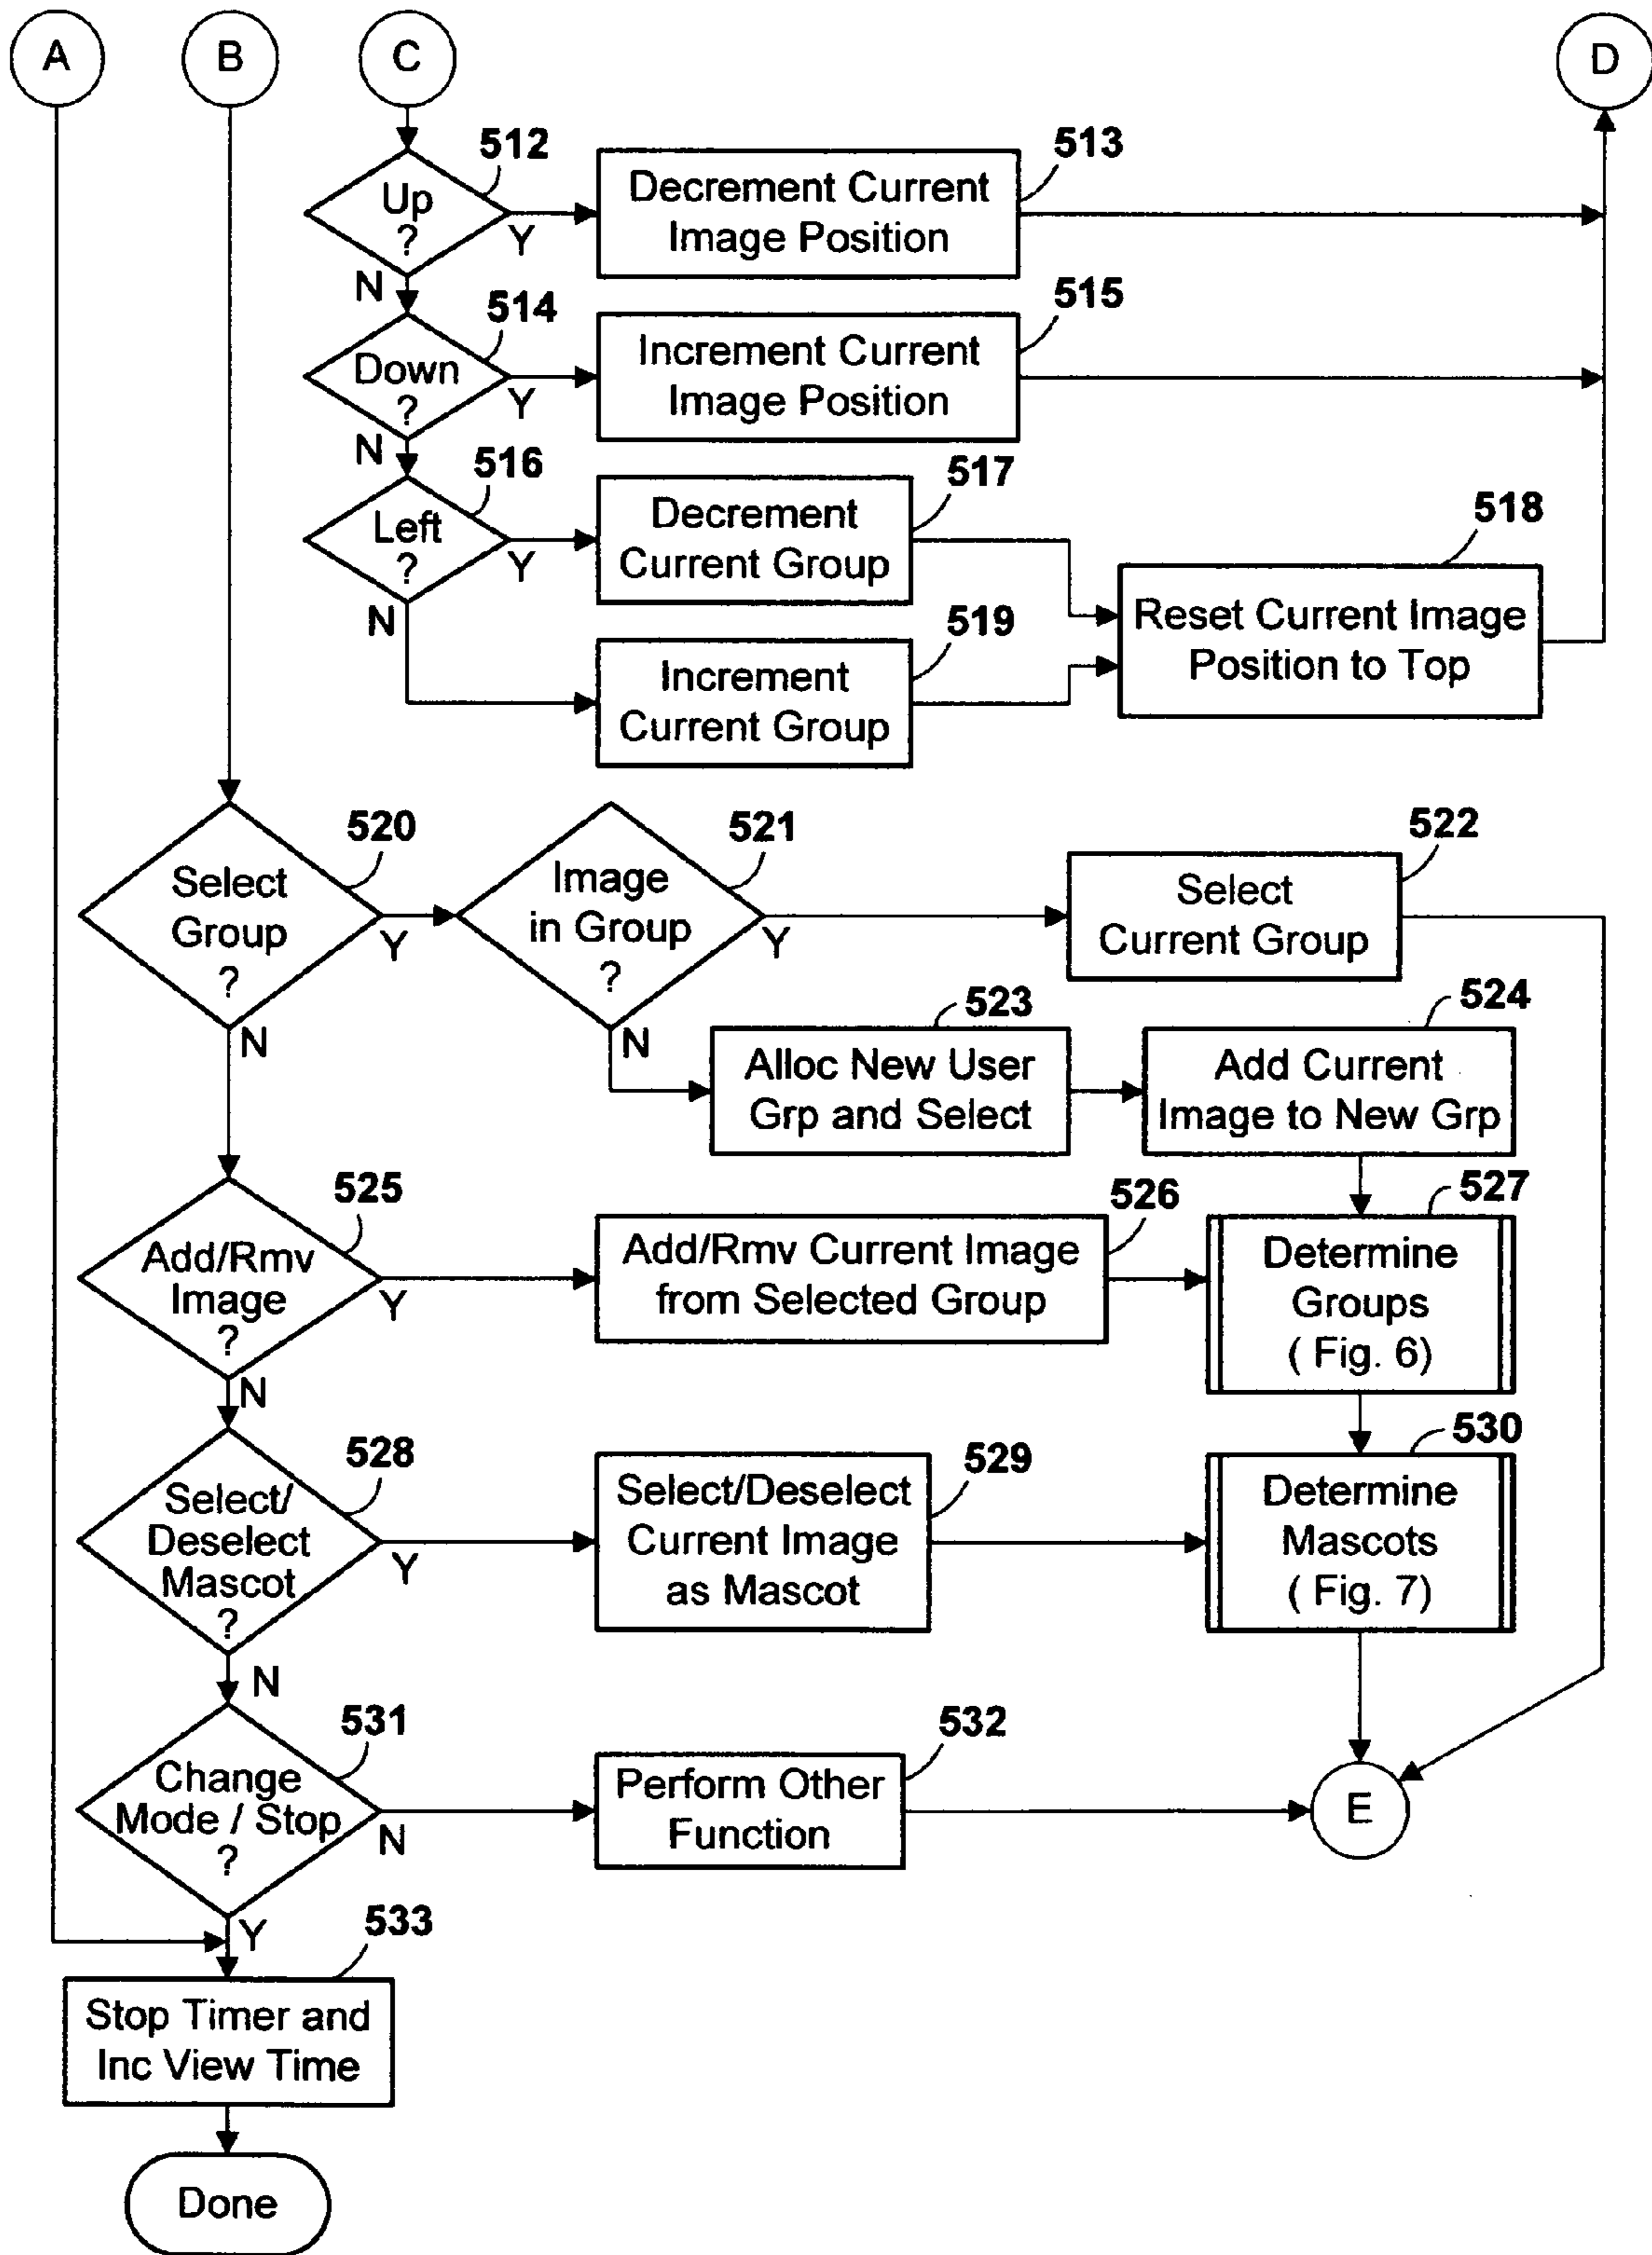 A
B
C
D
512
Up
?
Y
N
513
Decrement Current
Image Position
514
Down
?
Y
N
515
Increment Current
Image Position
516
Left
?
Y
N
517
Decrement
Current Group
518
Reset Current Image
Position to Top
519
Increment
Current Group
520
Select
Group
?
Y
N
521
Image
in Group
?
Y
N
522
Select
Current Group
523
Alloc New User
Grp and Select
524
Add Current
Image to New Grp
525
Add/Rmv
Image
?
Y
N
526
Add/Rmv Current Image
from Selected Group
527
Determine
Groups
( Fig. 6)
528
Select/
Deselect
Mascot
?
Y
N
529
Select/Deselect
Current Image
as Mascot
530
Determine
Mascots
( Fig. 7)
531
Change
Mode / Stop
?
N
Y
532
Perform Other
Function
E
533
Stop Timer and
Inc View Time
Done